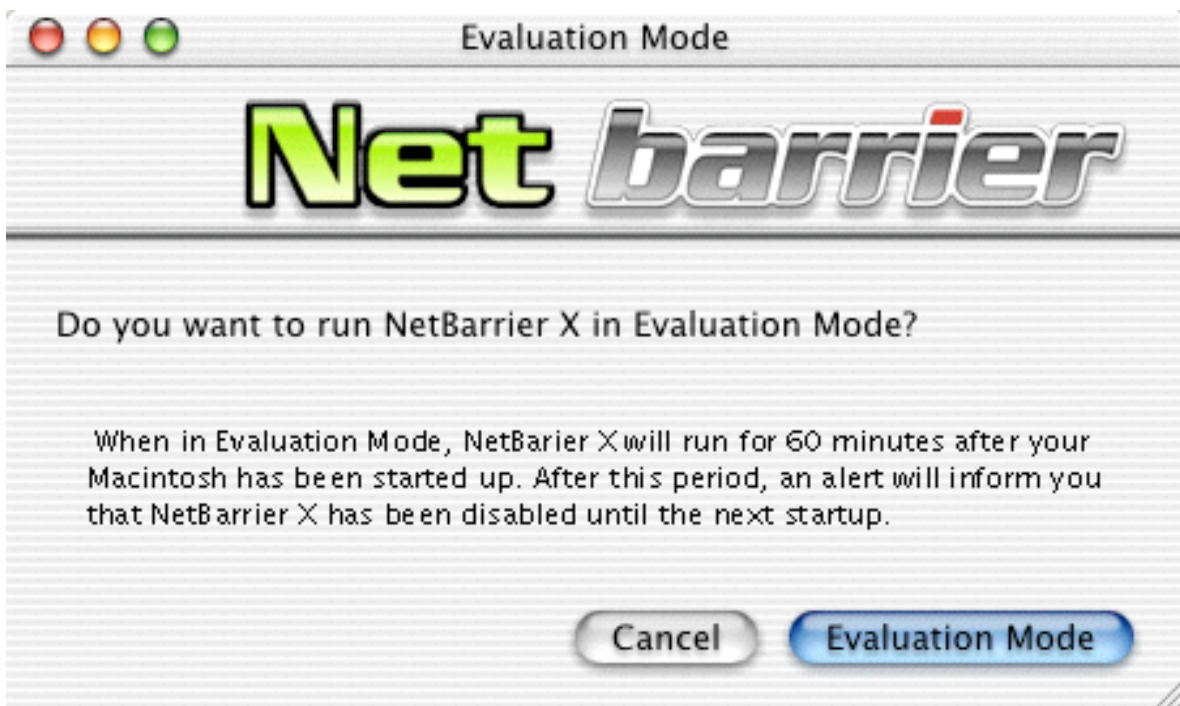 Evaluation Mode
Net barrier
Do you want to run NetBarrier X in Evaluation Mode?
When in Evaluation Mode, NetBarier X will run for 60 minutes after your
Macintosh has been started up. After this period, an alert will inform you
that NetBarrier X has been disabled until the next startup.
Cancel Evaluation Mode